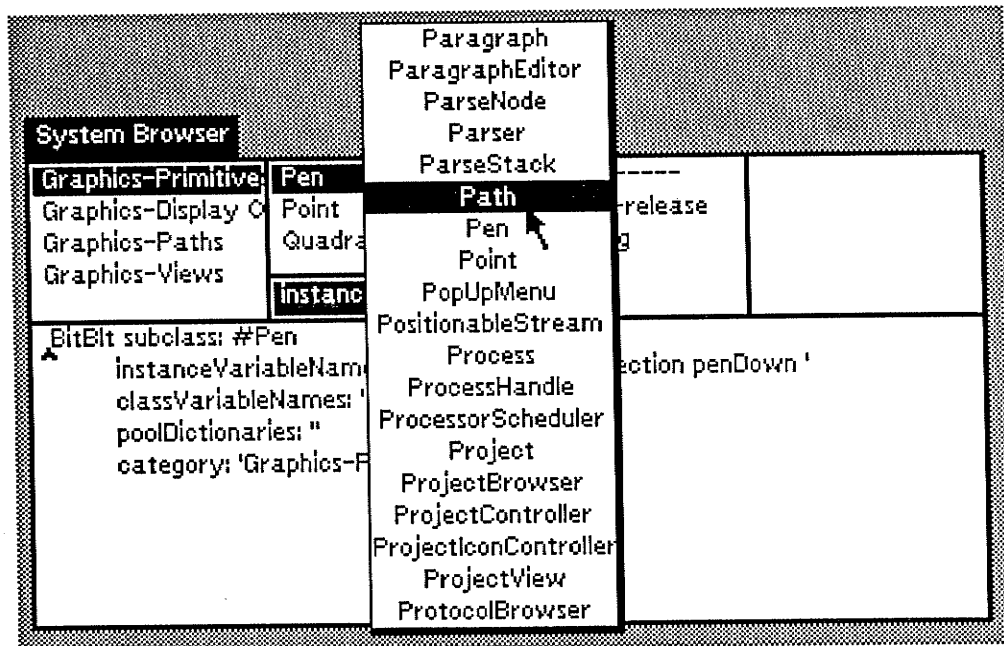 System Browser
Graphics-Primitive
Graphics-Display O
Graphics-Paths
Graphics-Views
Pen
Point
Quadra
instanc
-----
-release
g
Paragraph
ParagraphEditor
ParseNode
Parser
ParseStack
Path
Pen
Point
PopUpMenu
PositionableStream
Process
ProcessHandle
ProcessorScheduler
Project
ProjectBrowser
ProjectController
ProjectIconController
ProjectView
ProtocolBrowser
BitBlt subclass: #Pen
instanceVariableName ection penDown '
classVariableNames: '
poolDictionaries: ''
category: 'Graphics-P